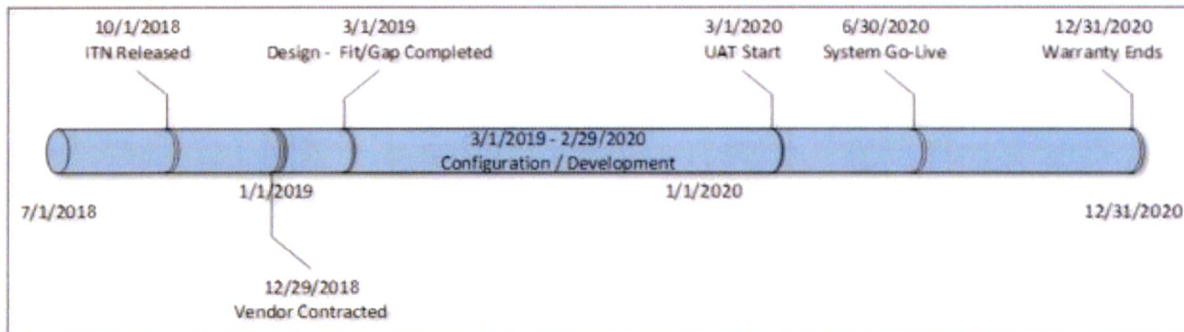 10/1/2018
ITN Released
3/1/2019
Design - Fit/Gap Completed
3/1/2020
UAT Start
6/30/2020
System Go-Live
12/31/2020
Warranty Ends
3/1/2019 - 2/29/2020
Configuration / Development
7/1/2018
1/1/2019
1/1/2020
12/31/2020
12/29/2018
Vendor Contracted